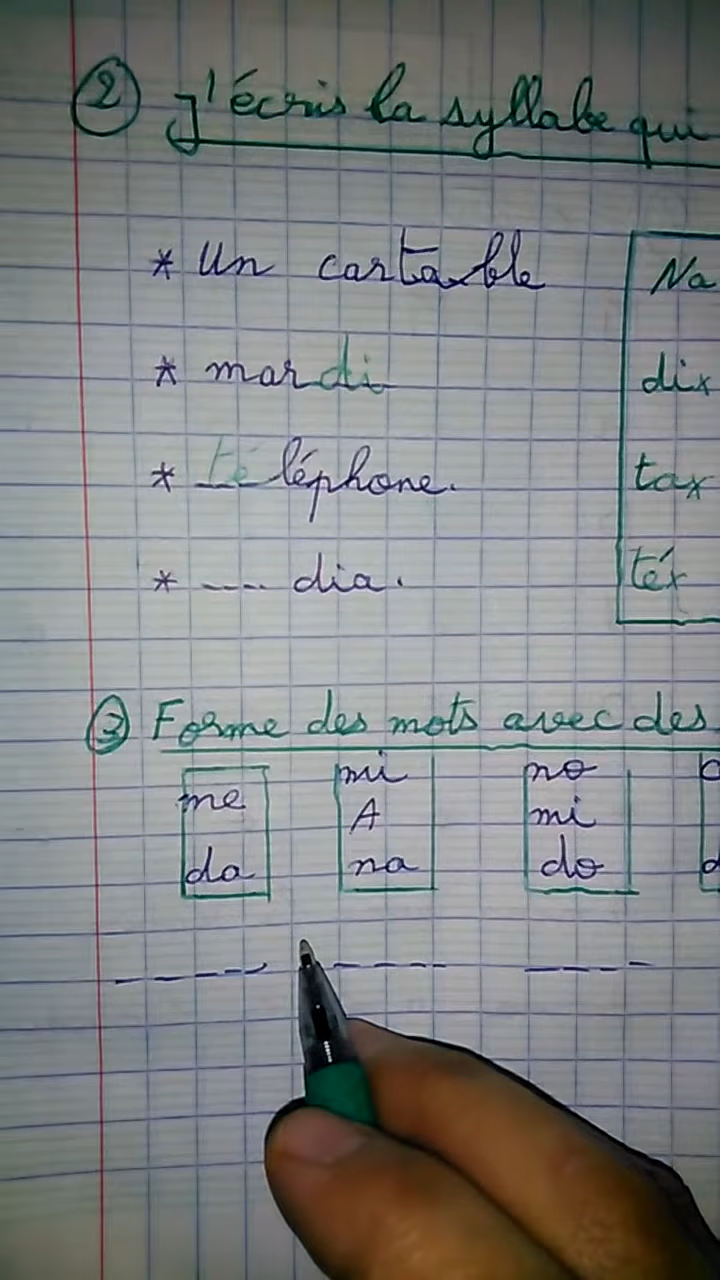 ② J'écris la syllabe qui
* Un cartable
* mardi
* téléphone.
* ---- dia.
Na
dix
tax
téx
③ Forme des mots avec des
me
da
mi
A
na
no
mi
do